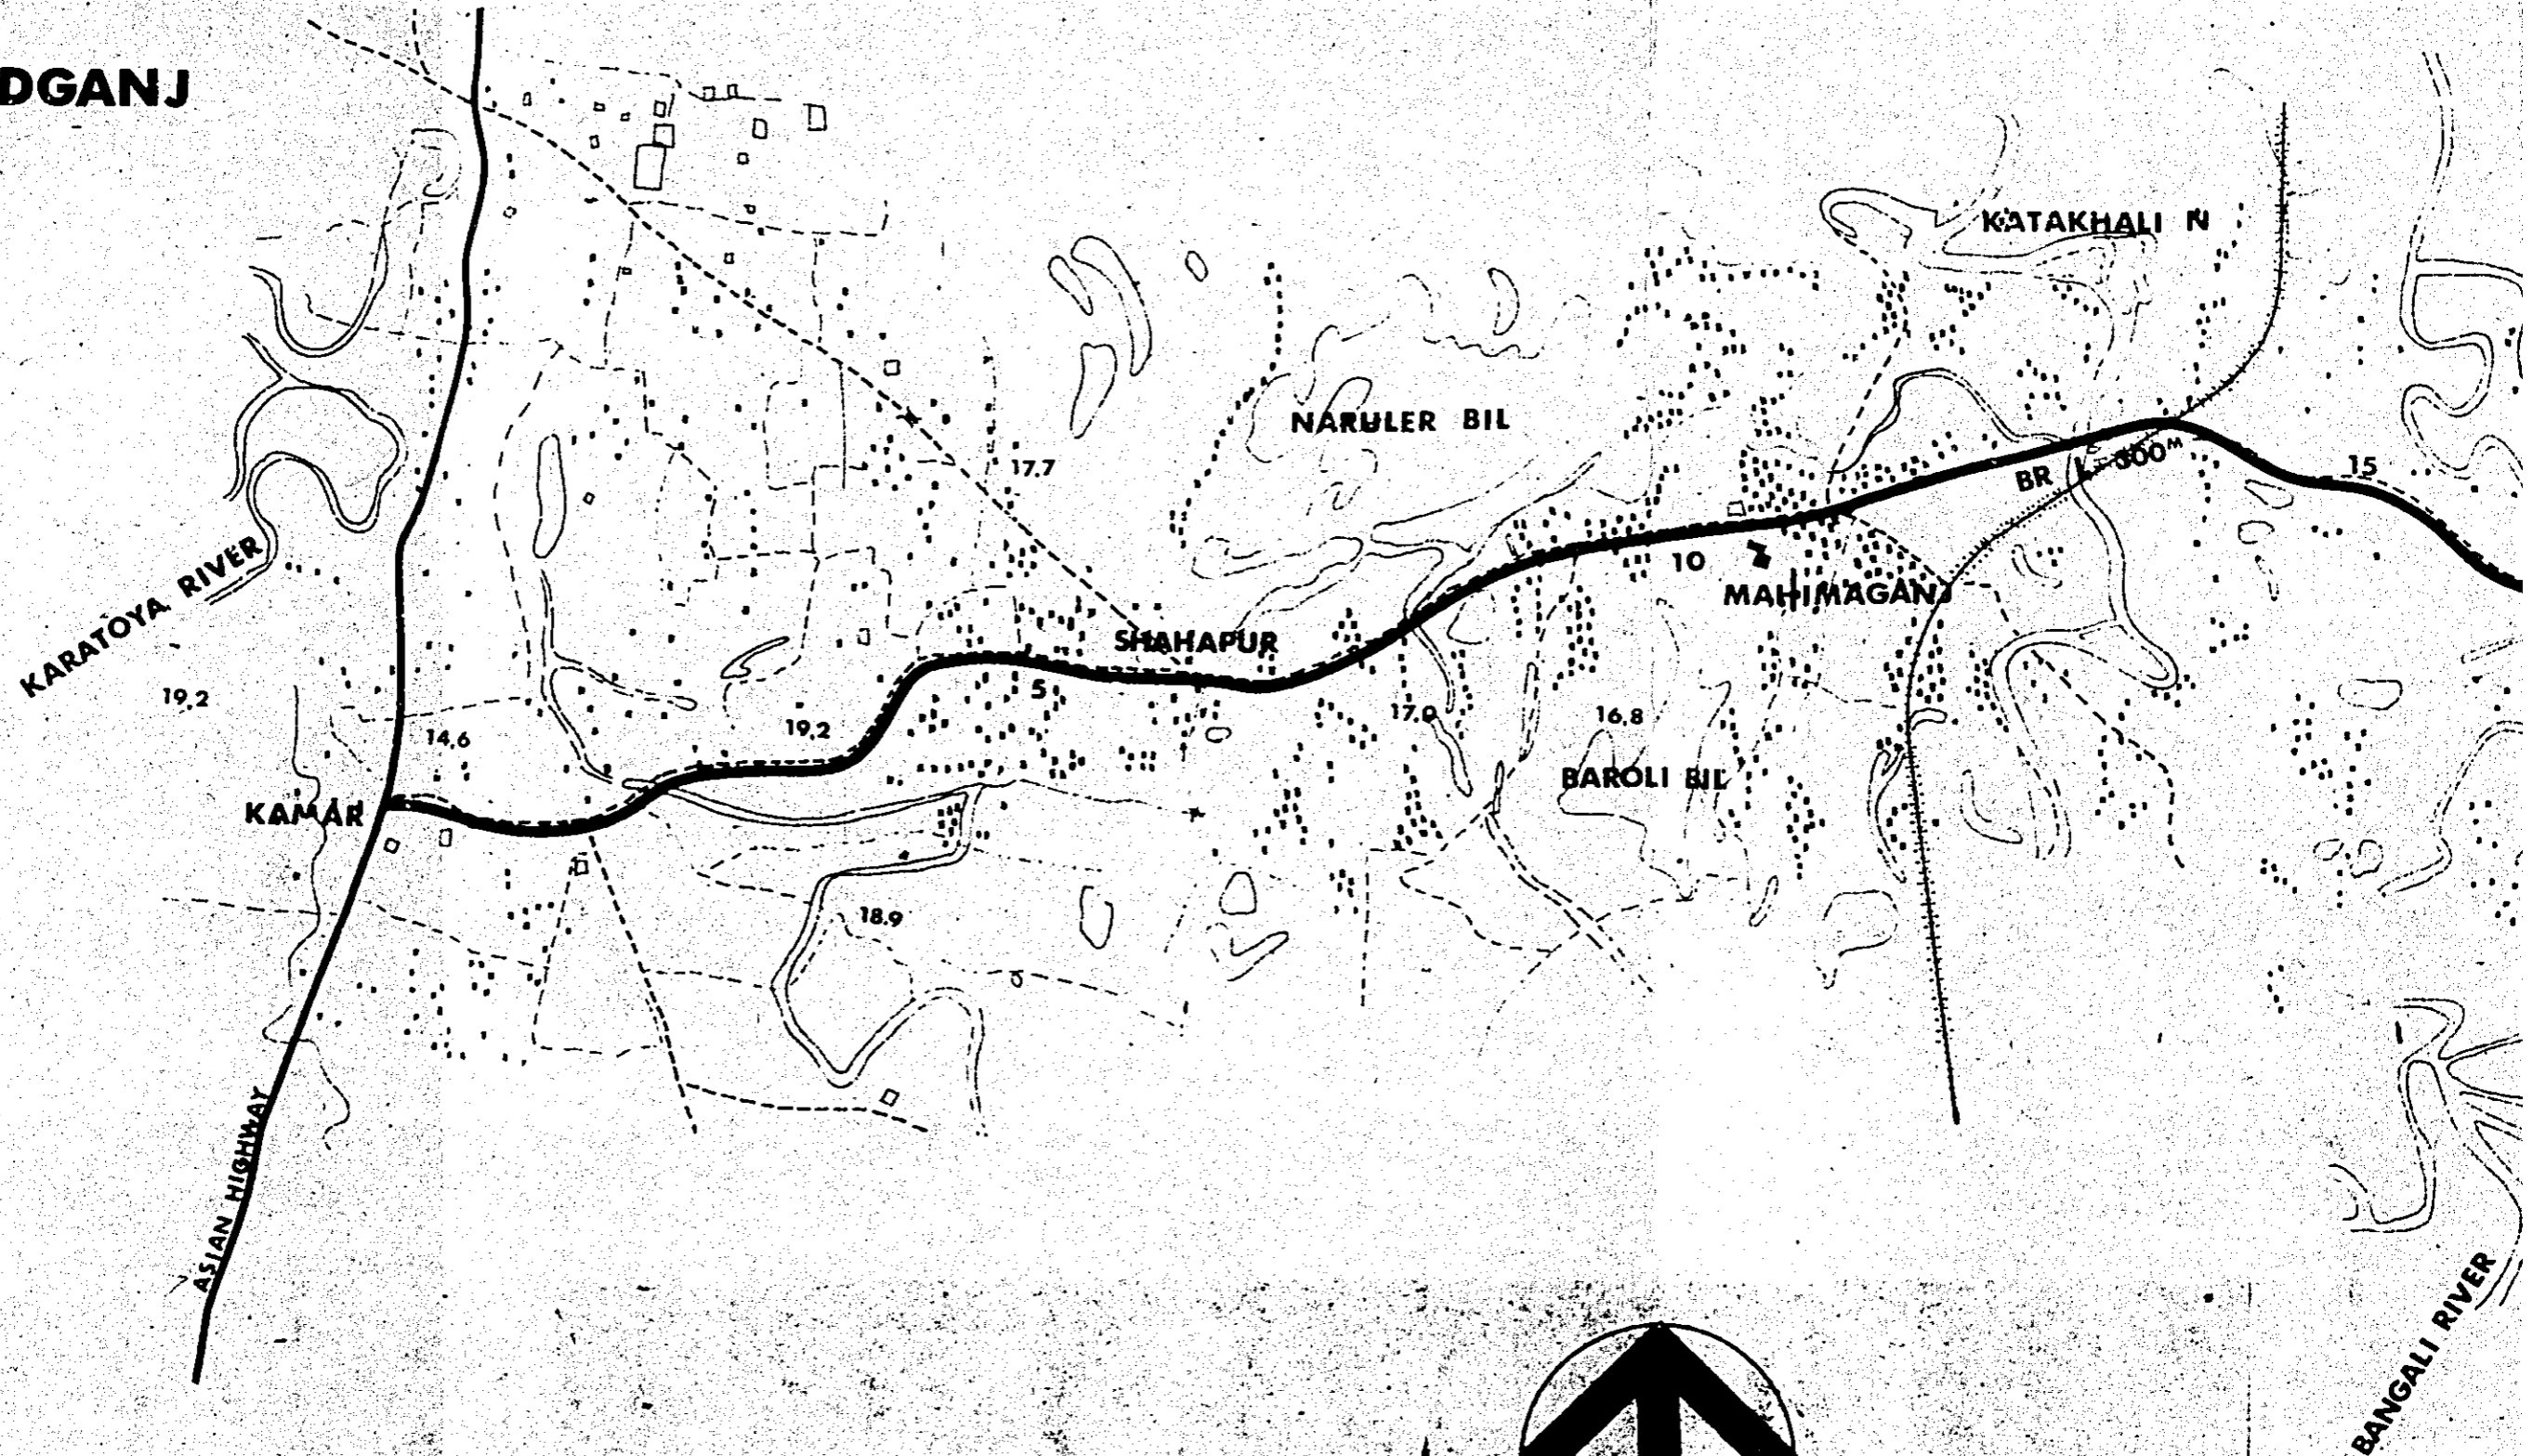 DGANJ
KATAKHALI N
NARULER BIL
17.7
BR L=300M
15
KARATOYA RIVER
10
MAHIMAGANJ
SHAHAPUR
5
19,2
17.0
16,8
14,6
19,2
BAROLI BIL
KAMAR
18.9
ASIAN HIGHWAY
BANGALI RIVER